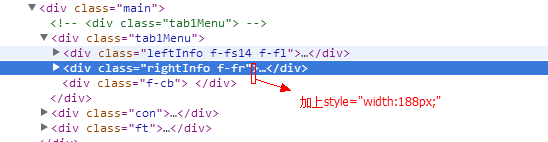 ▼<div class="main">
<!-- <div class="tab1Menu"> -->
▼<div class="tab1Menu">
▶<div class="leftInfo f-fs14 f-fl">…</div>
▶<div class="rightInfo f-fr">…</div>
<div class="f-cb"> </div>
</div>
加上style="width:188px;"
▶<div class="con">…</div>
▶<div class="ft">…</div>